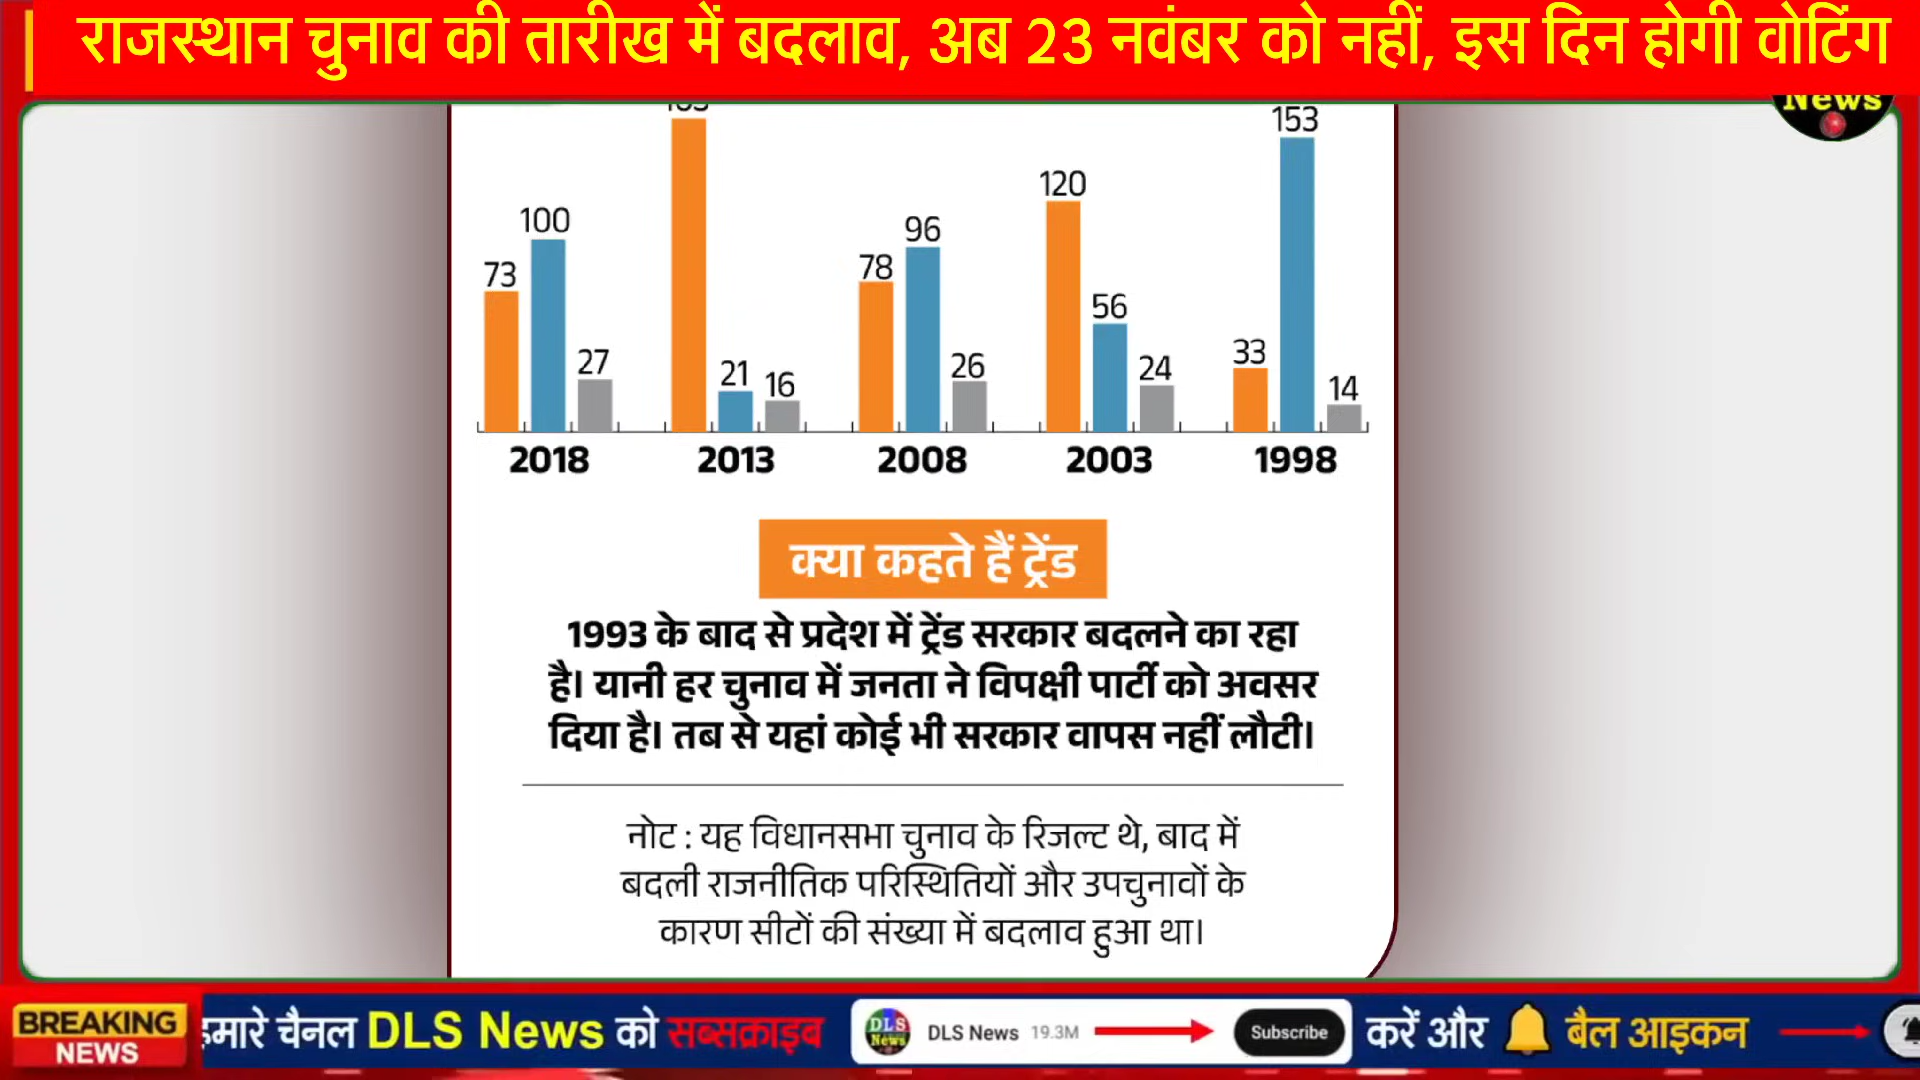 राजस्थान चुनाव की तारीख में बदलाव, अब 23 नवंबर को नहीं, इस दिन होगी वोटिंग
News
153
120
100
96
78
73
56
33
27
26
24
21
16
14
2018 2013 2008 2003 1998
क्या कहते हैं ट्रेंड
1993 के बाद से प्रदेश में ट्रेंड सरकार बदलने का रहा
है। यानी हर चुनाव में जनता ने विपक्षी पार्टी को अवसर
दिया है। तब से यहां कोई भी सरकार वापस नहीं लौटी।
नोट : यह विधानसभा चुनाव के रिजल्ट थे, बाद में
बदली राजनीतिक परिस्थितियों और उपचुनावों के
कारण सीटों की संख्या में बदलाव हुआ था।
BREAKING
NEWS
हमारे चैनल DLS News को सब्सक्राइब
DLS
News
DLS News 19.3M
Subscribe
करें और
बैल आइकन